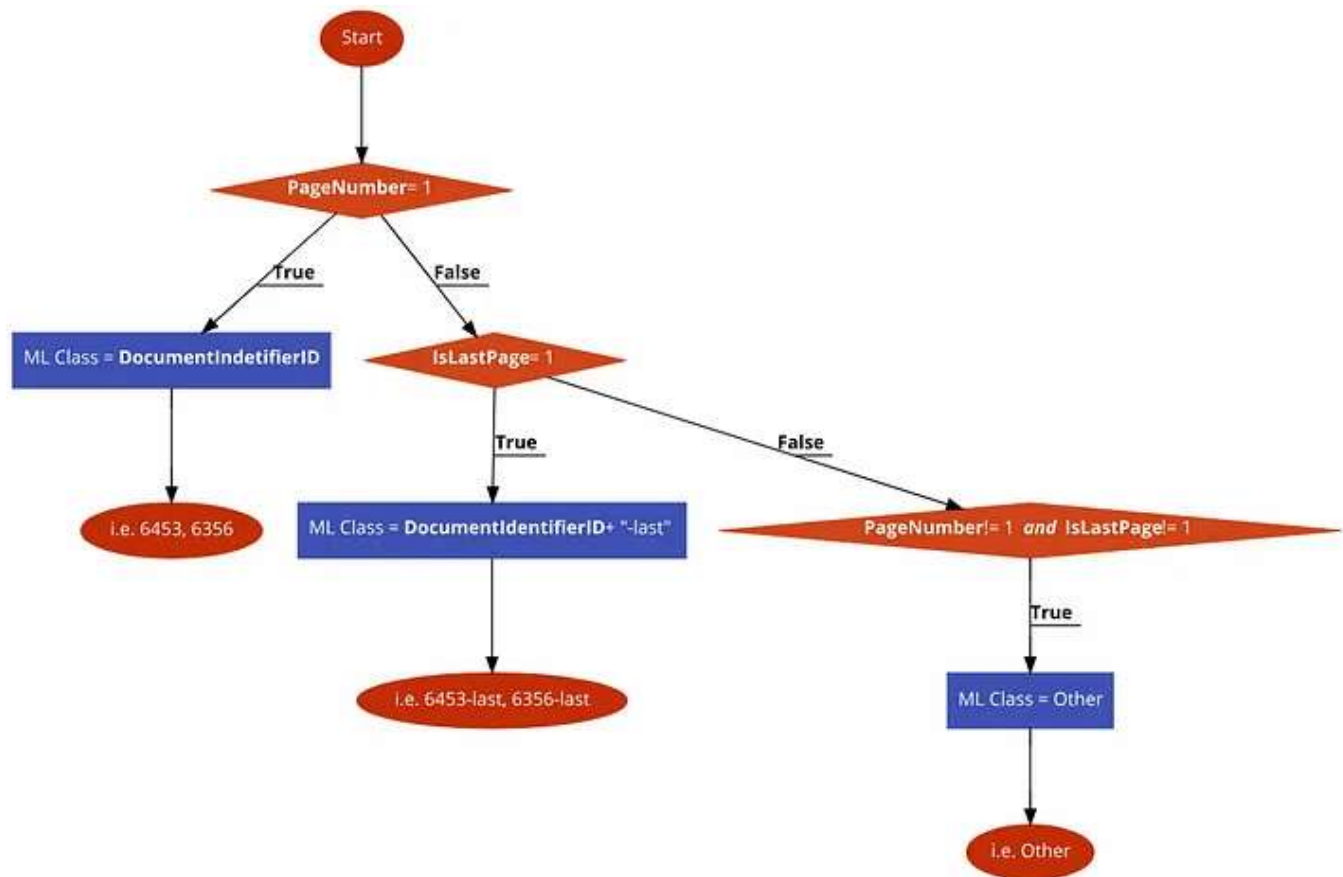 Start
PageNumber= 1
True
False
ML Class = DocumentIndetifierID
IsLastPage= 1
True
False
i.e. 6453, 6356
ML Class = DocumentIdentifierID+ "-last"
PageNumber!= 1 and IsLastPage!= 1
True
i.e. 6453-last, 6356-last
ML Class = Other
i.e. Other